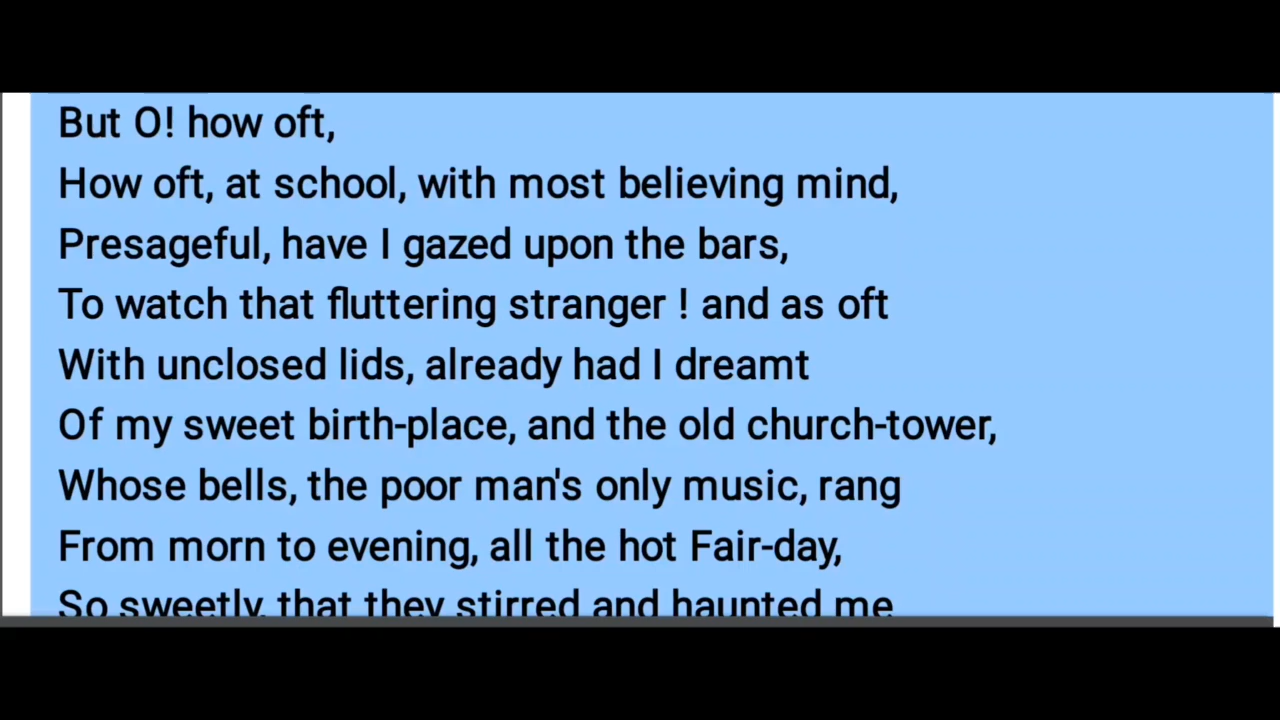 But O! how oft,
How oft, at school, with most believing mind,
Presageful, have I gazed upon the bars,
To watch that fluttering stranger ! and as oft
With unclosed lids, already had I dreamt
Of my sweet birth-place, and the old church-tower,
Whose bells, the poor man's only music, rang
From morn to evening, all the hot Fair-day,
So sweetly, that they stirred and haunted me